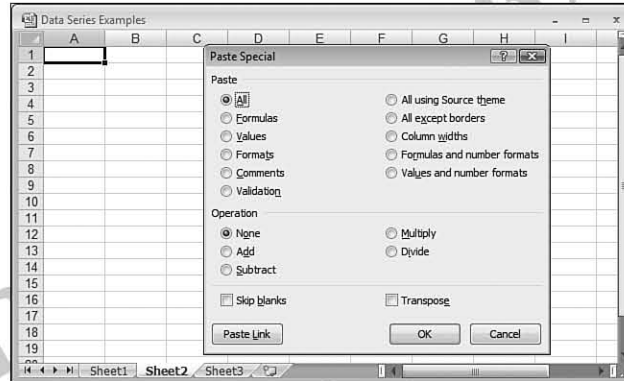 Data Series Examples
A B C D E F G H I
1
2
3
4
5
6
7
8
9
10
11
12
13
14
15
16
17
18
19
Paste Special
Paste
All
All using Source theme
Formulas
All except borders
Values
Column widths
Formats
Formulas and number formats
Comments
Values and number formats
Validation
Operation
None
Multiply
Add
Divide
Subtract
Skip blanks
Transpose
Paste Link
OK
Cancel
Sheet1 Sheet2 Sheet3